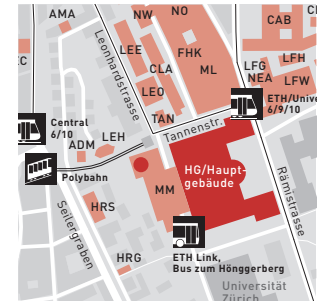 AMA
NW
NO
CAB
LEE
FHK
CLA
ML
LFG
LFH
NEA
LFW
LEO
TAN
Leonhardstrasse
Tannenstr.
ETH/Unive
6/9/10
Central
6/10
ADM
LEH
Polybahn
HG/Haupt-
gebäude
MM
HRS
Rämistrasse
Seilergraben
HRG
ETH Link,
Bus zum Hönggerberg
Universität
Zürich